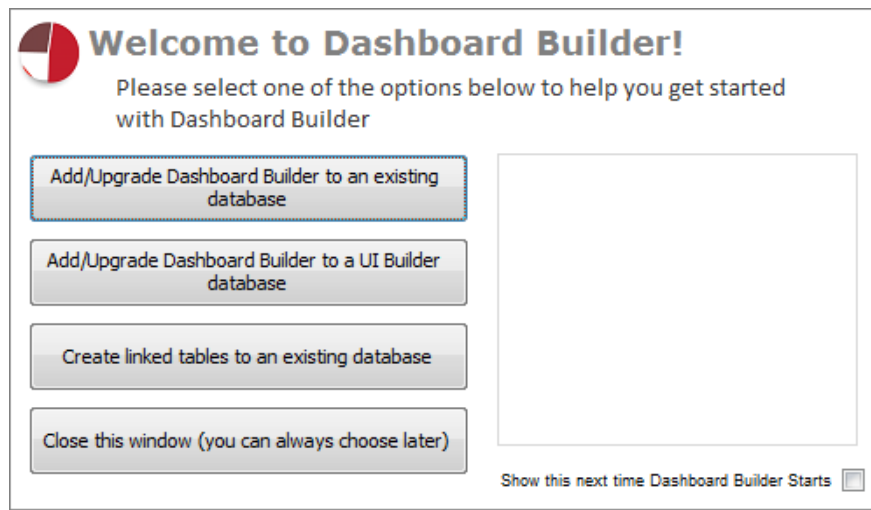 Welcome to Dashboard Builder!
Please select one of the options below to help you get started
with Dashboard Builder
Add/Upgrade Dashboard Builder to an existing
database
Add/Upgrade Dashboard Builder to a UI Builder
database
Create linked tables to an existing database
Close this window (you can always choose later)
Show this next time Dashboard Builder Starts